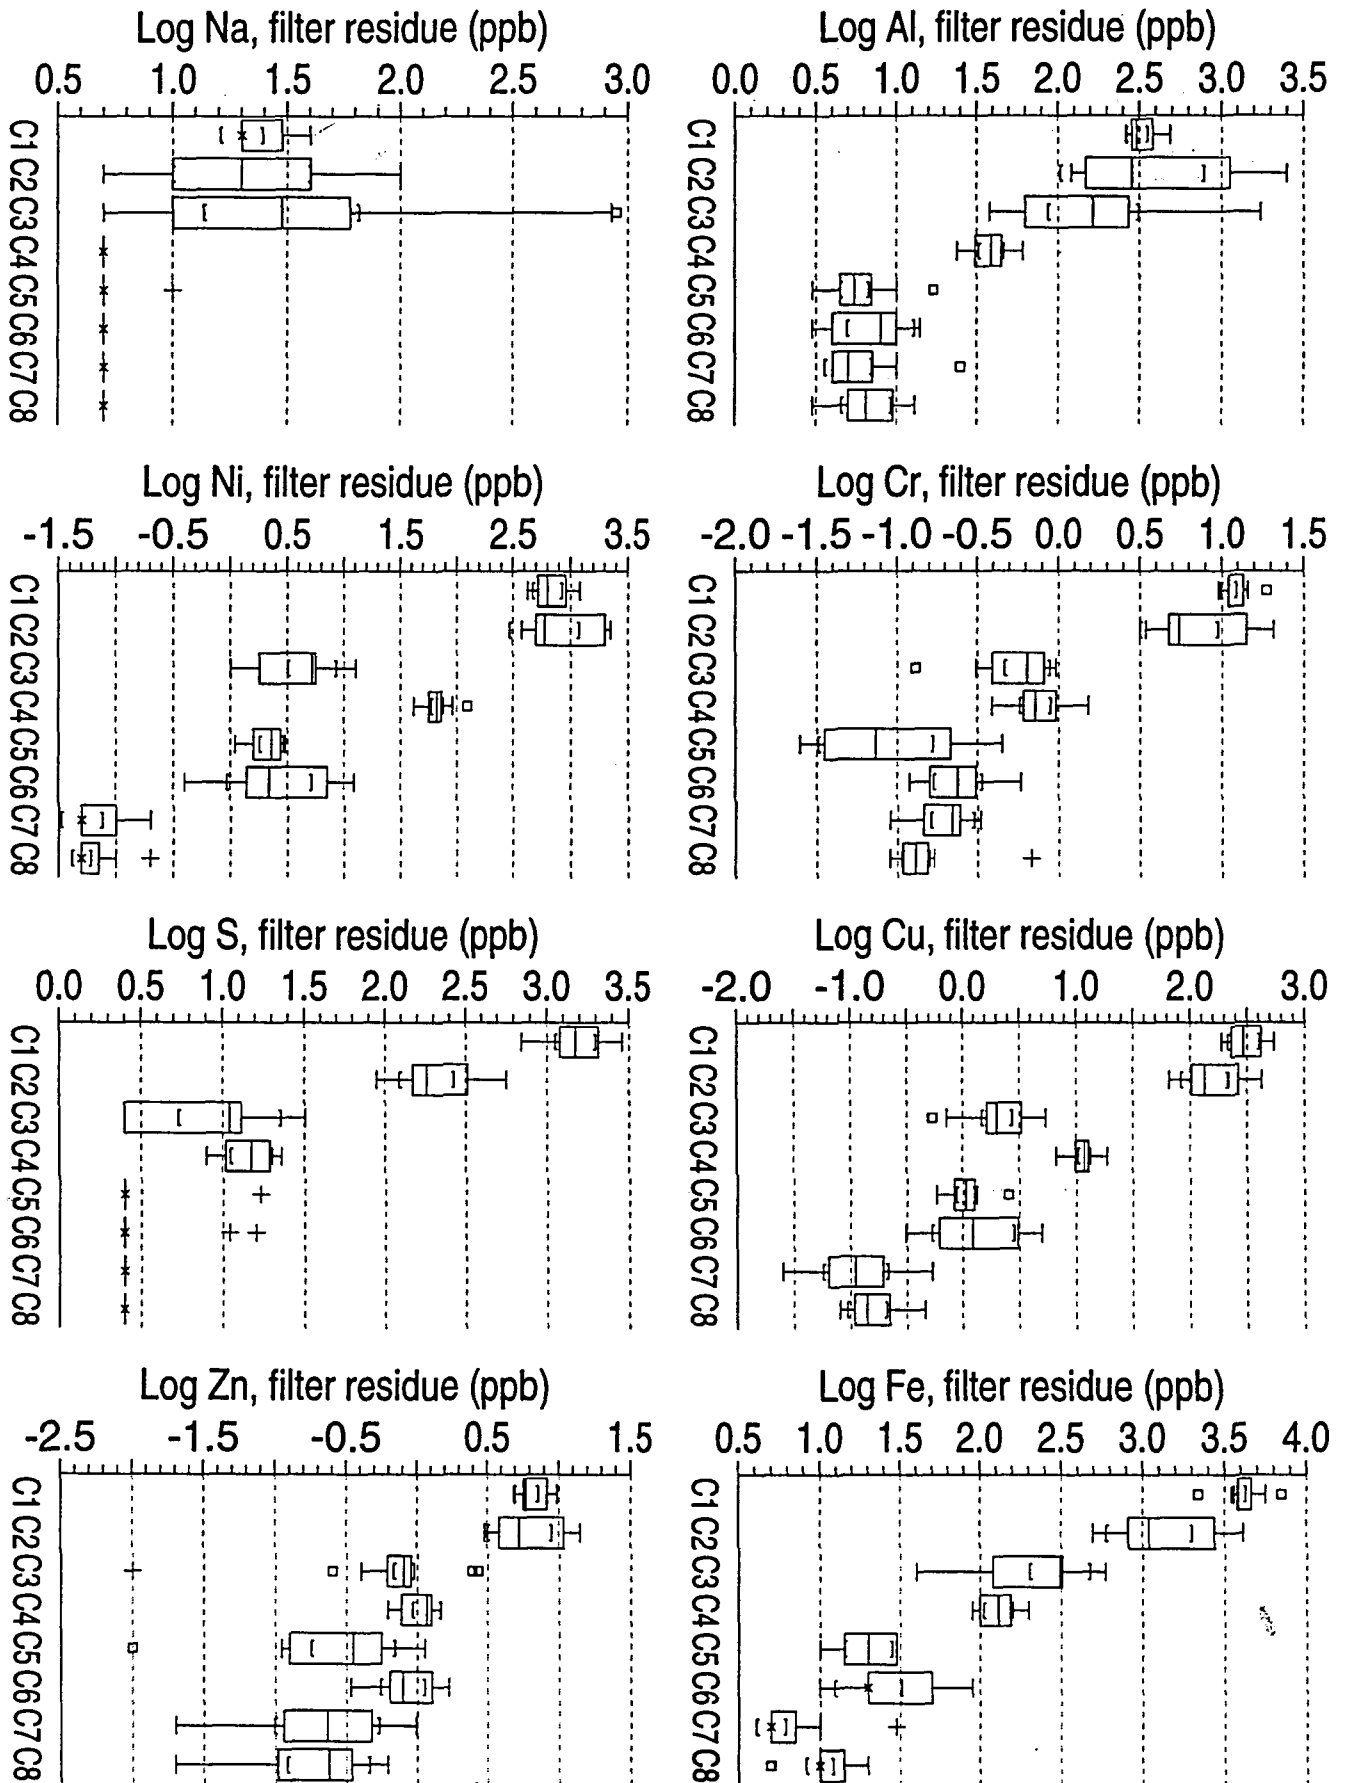 Log Na, filter residue (ppb)
0.5 1.0 1.5 2.0 2.5 3.0
C1 C2 C3 C4 C5 C6 C7 C8
Log Al, filter residue (ppb)
0.0 0.5 1.0 1.5 2.0 2.5 3.0 3.5
C1 C2 C3 C4 C5 C6 C7 C8
Log Ni, filter residue (ppb)
-1.5 -0.5 0.5 1.5 2.5 3.5
C1 C2 C3 C4 C5 C6 C7 C8
Log Cr, filter residue (ppb)
-2.0 -1.5 -1.0 -0.5 0.0 0.5 1.0 1.5
C1 C2 C3 C4 C5 C6 C7 C8
Log S, filter residue (ppb)
0.0 0.5 1.0 1.5 2.0 2.5 3.0 3.5
C1 C2 C3 C4 C5 C6 C7 C8
Log Cu, filter residue (ppb)
-2.0 -1.0 0.0 1.0 2.0 3.0
C1 C2 C3 C4 C5 C6 C7 C8
Log Zn, filter residue (ppb)
-2.5 -1.5 -0.5 0.5 1.5
C1 C2 C3 C4 C5 C6 C7 C8
Log Fe, filter residue (ppb)
0.5 1.0 1.5 2.0 2.5 3.0 3.5 4.0
C1 C2 C3 C4 C5 C6 C7 C8